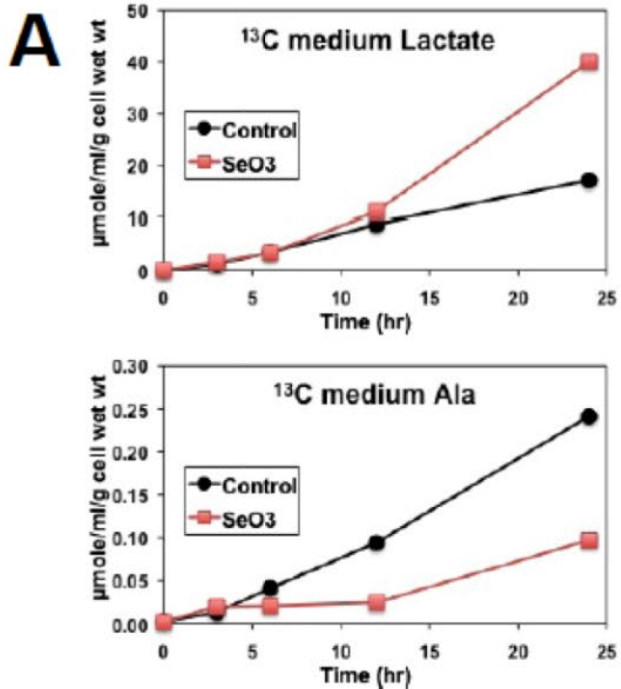 A
¹³C medium Lactate
µmole/ml/g cell wet wt
50
40
30
20
10
0
Control
SeO3
0 5 10 15 20 25
Time (hr)
¹³C medium Ala
µmole/ml/g cell wet wt
0.30
0.25
0.20
0.15
0.10
0.05
0.00
Control
SeO3
0 5 10 15 20 25
Time (hr)